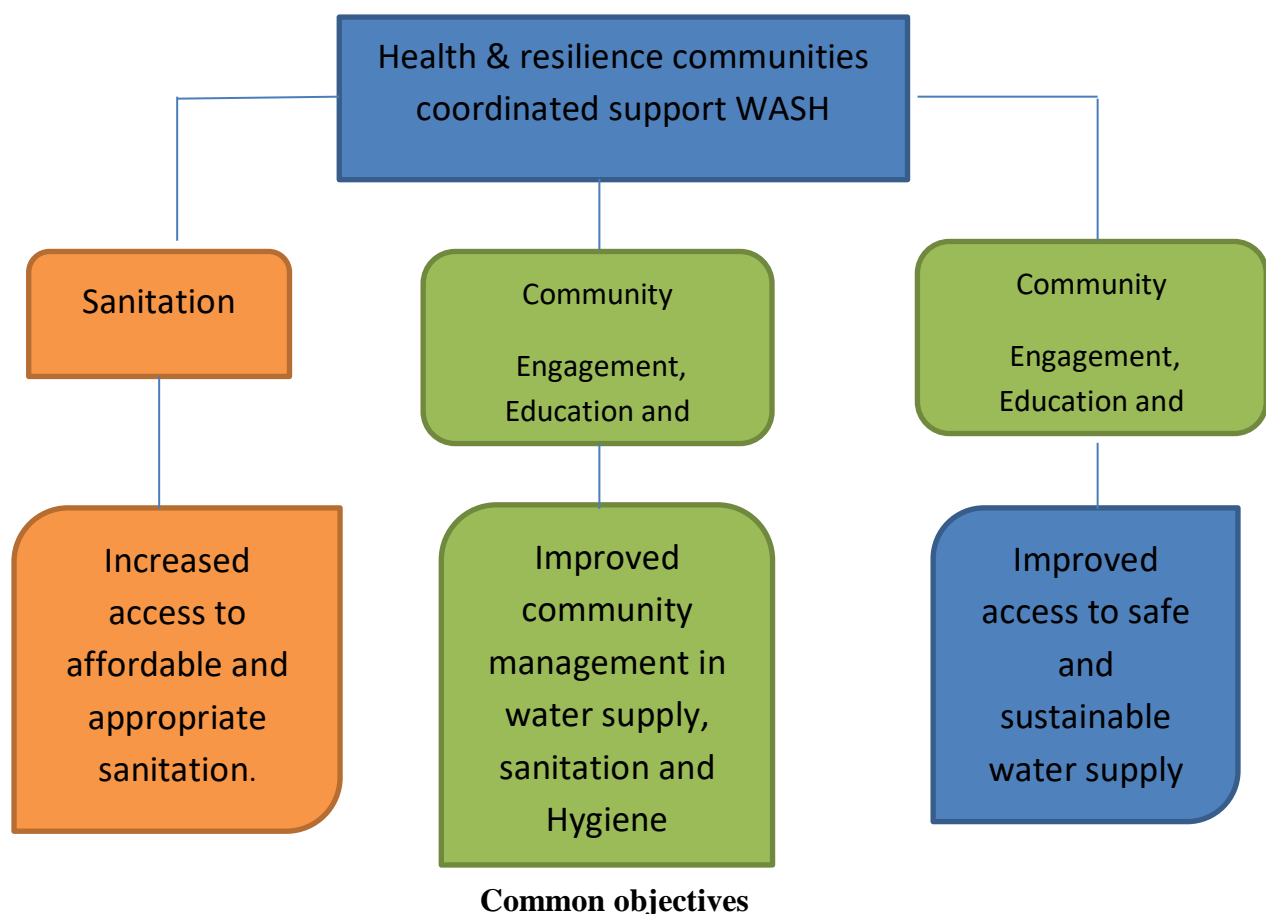 Health & resilience communities
coordinated support WASH
Sanitation
Community
Engagement,
Education and
Community
Engagement,
Education and
Increased
access to
affordable and
appropriate
sanitation.
Improved
community
management in
water supply,
sanitation and
Hygiene
Improved
access to safe
and
sustainable
water supply
Common objectives